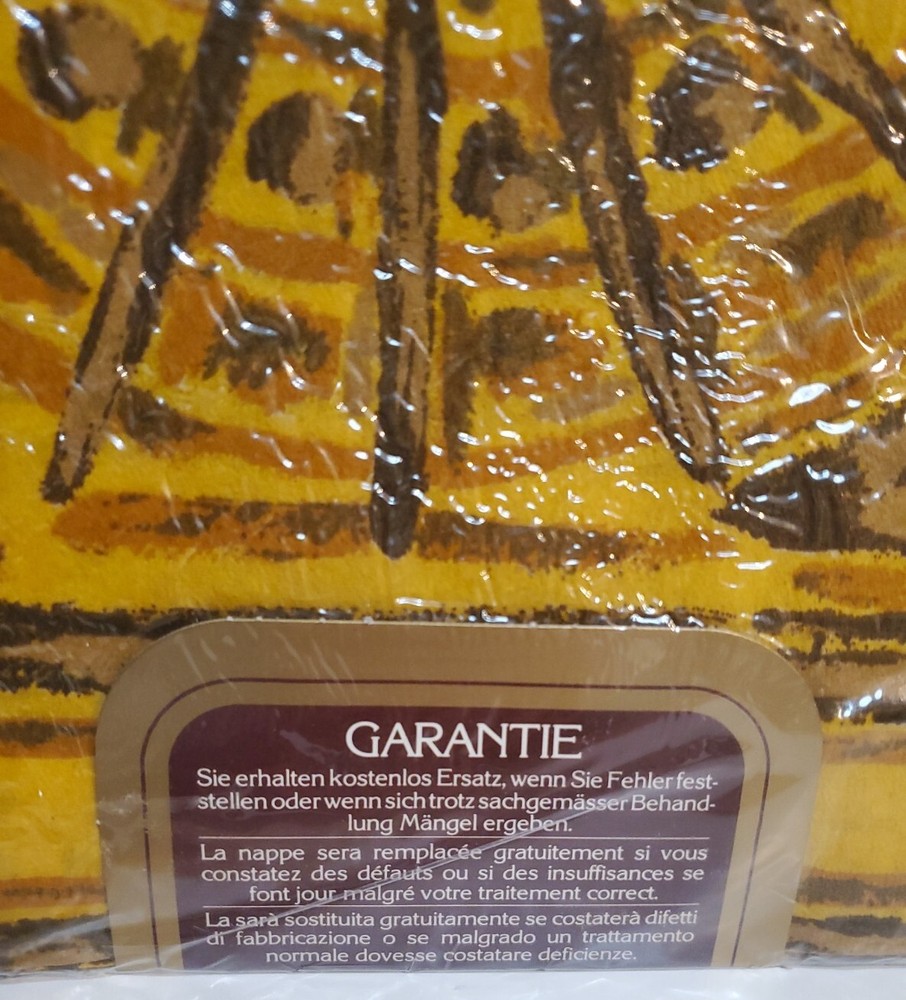 GARANTIE
Sie erhalten kostenlos Ersatz, wenn Sie Fehler fest-
stellen oder wenn sich trotz sachgemässer Behand-
lung Mängel ergeben.
La nappe sera remplacée gratuitement si vous
constatez des défauts ou si des insuffisances se
font jour malgré votre traitement correct.
La sarà sostituita gratuitamente se costaterà difetti
di fabbricazione o se malgrado un trattamento
normale dovesse costatare deficienze.